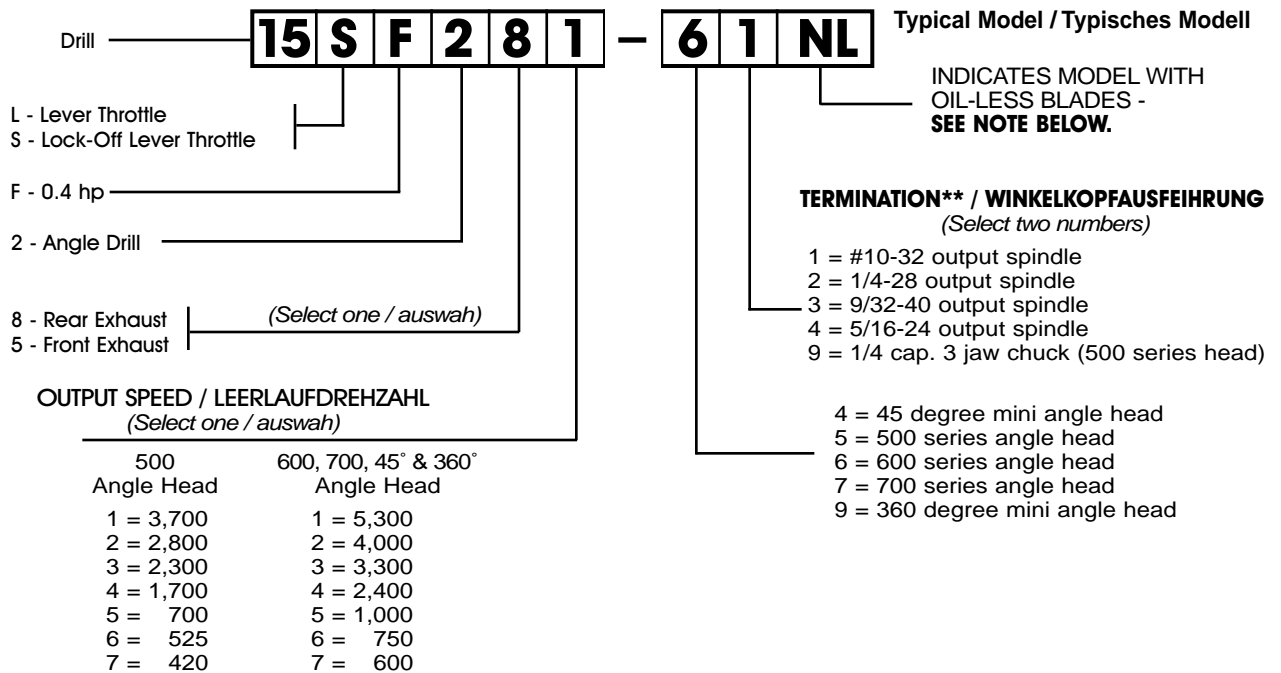 Drill 15 S F 2 8 1 – 6 1 NL Typical Model / Typisches Modell
INDICATES MODEL WITH
OIL-LESS BLADES -
SEE NOTE BELOW.
L - Lever Throttle
S - Lock-Off Lever Throttle
F - 0.4 hp
2 - Angle Drill
8 - Rear Exhaust
5 - Front Exhaust
(Select one / auswah)
OUTPUT SPEED / LEERLAUFDREHZAHL
(Select one / auswah)
500 600, 700, 45° & 360°
Angle Head Angle Head
1 = 3,700 1 = 5,300
2 = 2,800 2 = 4,000
3 = 2,300 3 = 3,300
4 = 1,700 4 = 2,400
5 = 700 5 = 1,000
6 = 525 6 = 750
7 = 420 7 = 600
TERMINATION** / WINKELKOPFAUSFEIHRUNG
(Select two numbers)
1 = #10-32 output spindle
2 = 1/4-28 output spindle
3 = 9/32-40 output spindle
4 = 5/16-24 output spindle
9 = 1/4 cap. 3 jaw chuck (500 series head)
4 = 45 degree mini angle head
5 = 500 series angle head
6 = 600 series angle head
7 = 700 series angle head
9 = 360 degree mini angle head